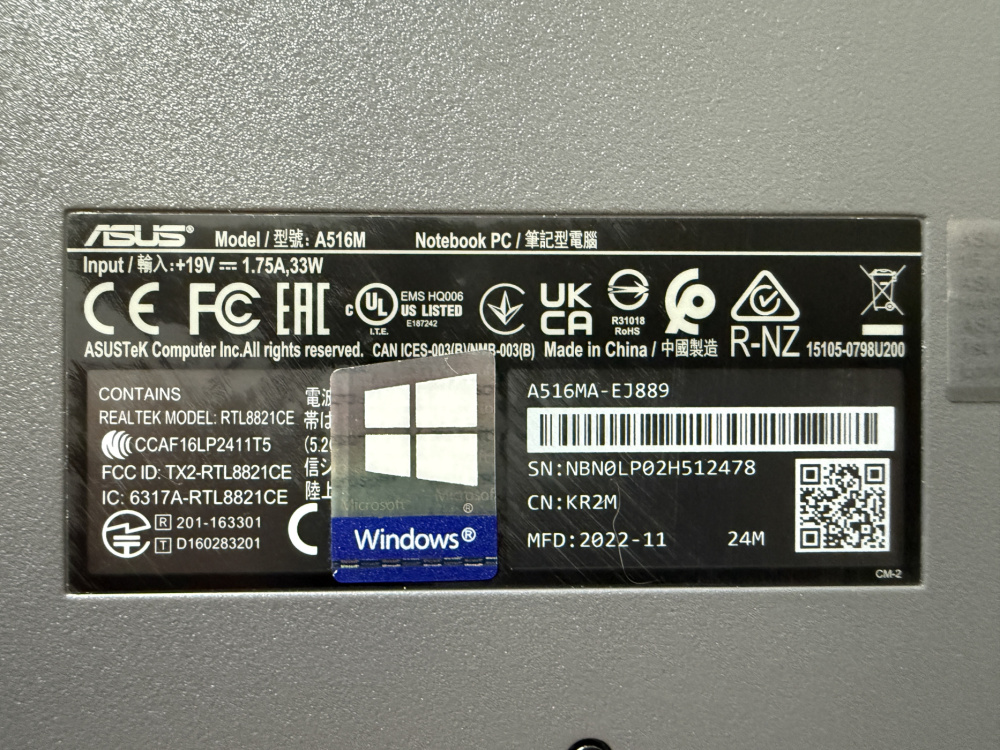 ASUS® Model / 型號: A516M Notebook PC / 筆記型電腦
Input / 輸入:+19V ⎓ 1.75A,33W
CE FC EAC c UL US LISTED EMS HQ006 E187242 I.T.E. UK CA R31018 RoHS R-NZ 15105-0798U200
ASUSTeK Computer Inc.All rights reserved. CAN ICES-003(B)/NMB-003(B) Made in China / 中國製造
CONTAINS
REALTEK MODEL: RTL8821CE
CCAF16LP2411T5
FCC ID: TX2-RTL8821CE
IC: 6317A-RTL8821CE
R 201-163301
T D160283201
電波
帯は
(5.2
信シ
陸上
Microsoft Microsoft
®
Windows®
A516MA-EJ889
SN:NBN0LP02H512478
CN:KR2M
MFD:2022-11 24M
CM-2